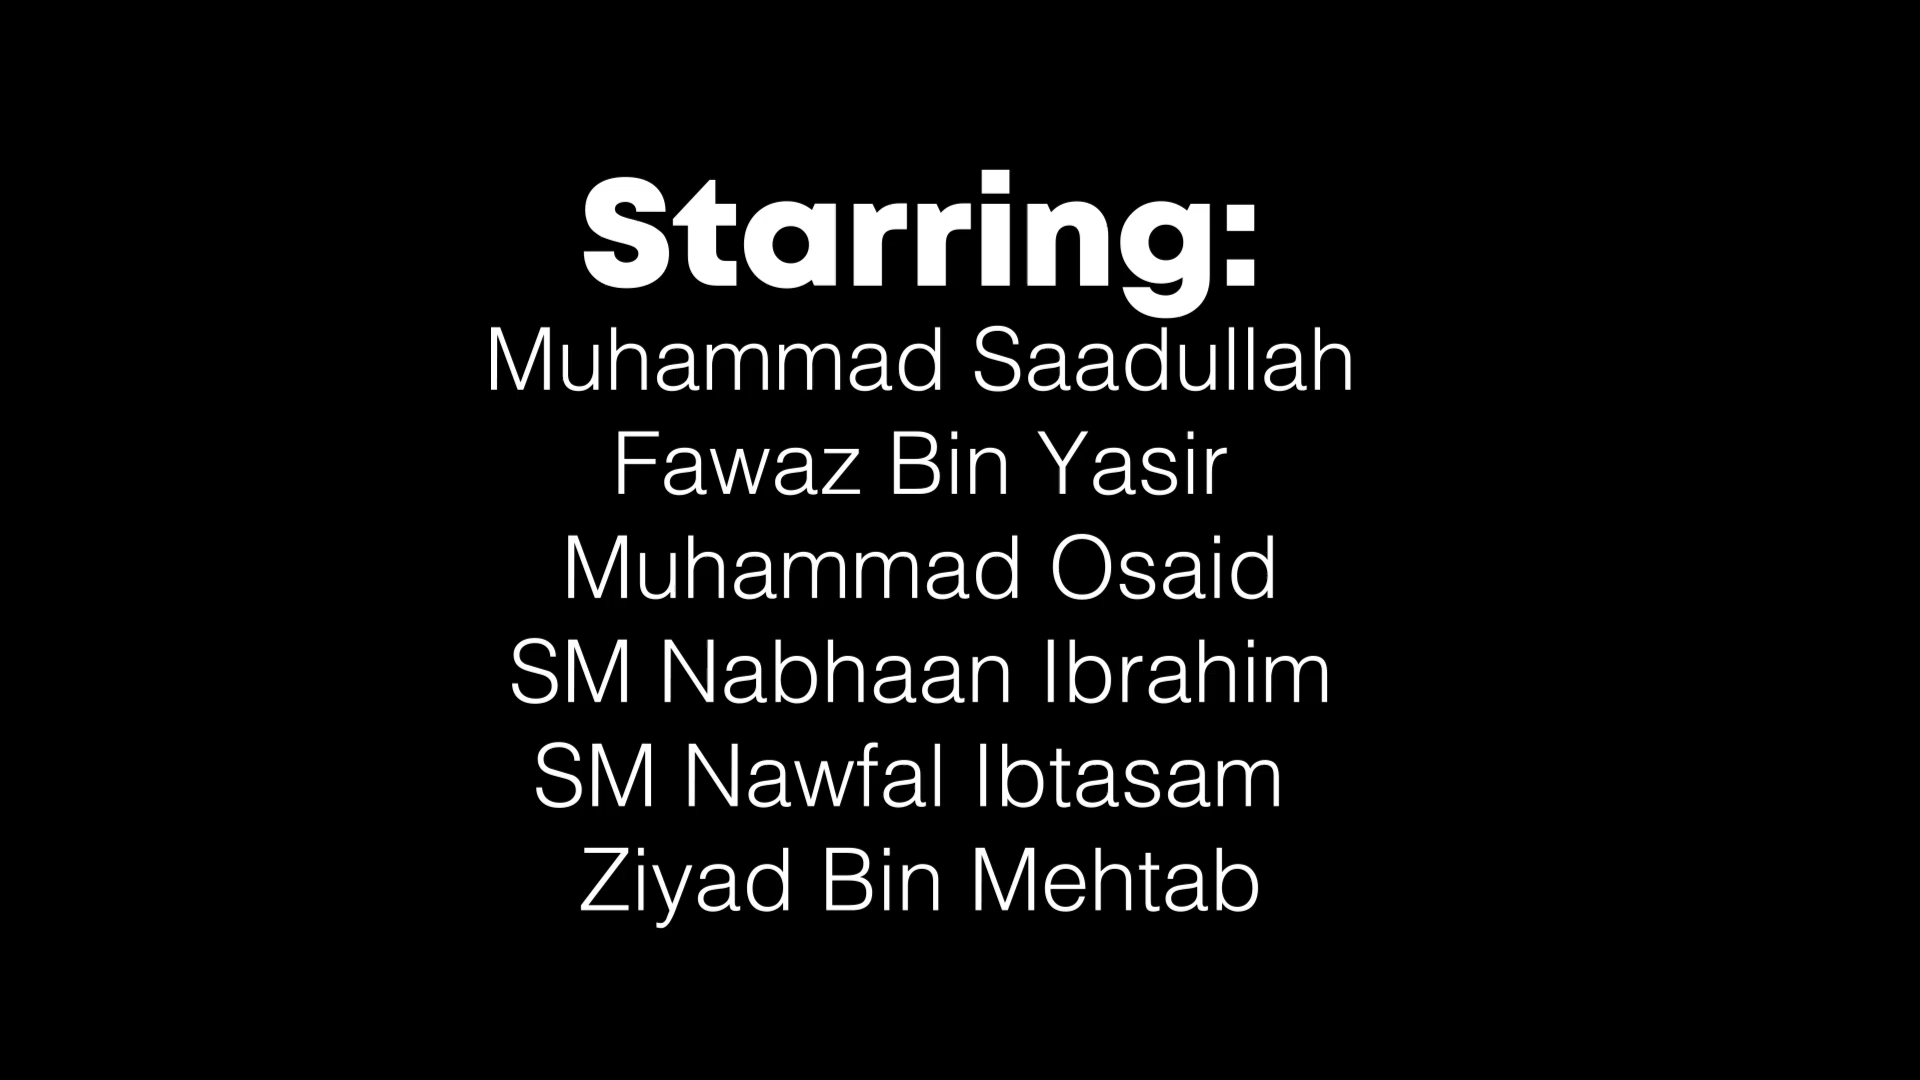 Starring:
Muhammad Saadullah
Fawaz Bin Yasir
Muhammad Osaid
SM Nabhaan Ibrahim
SM Nawfal Ibtasam
Ziyad Bin Mehtab